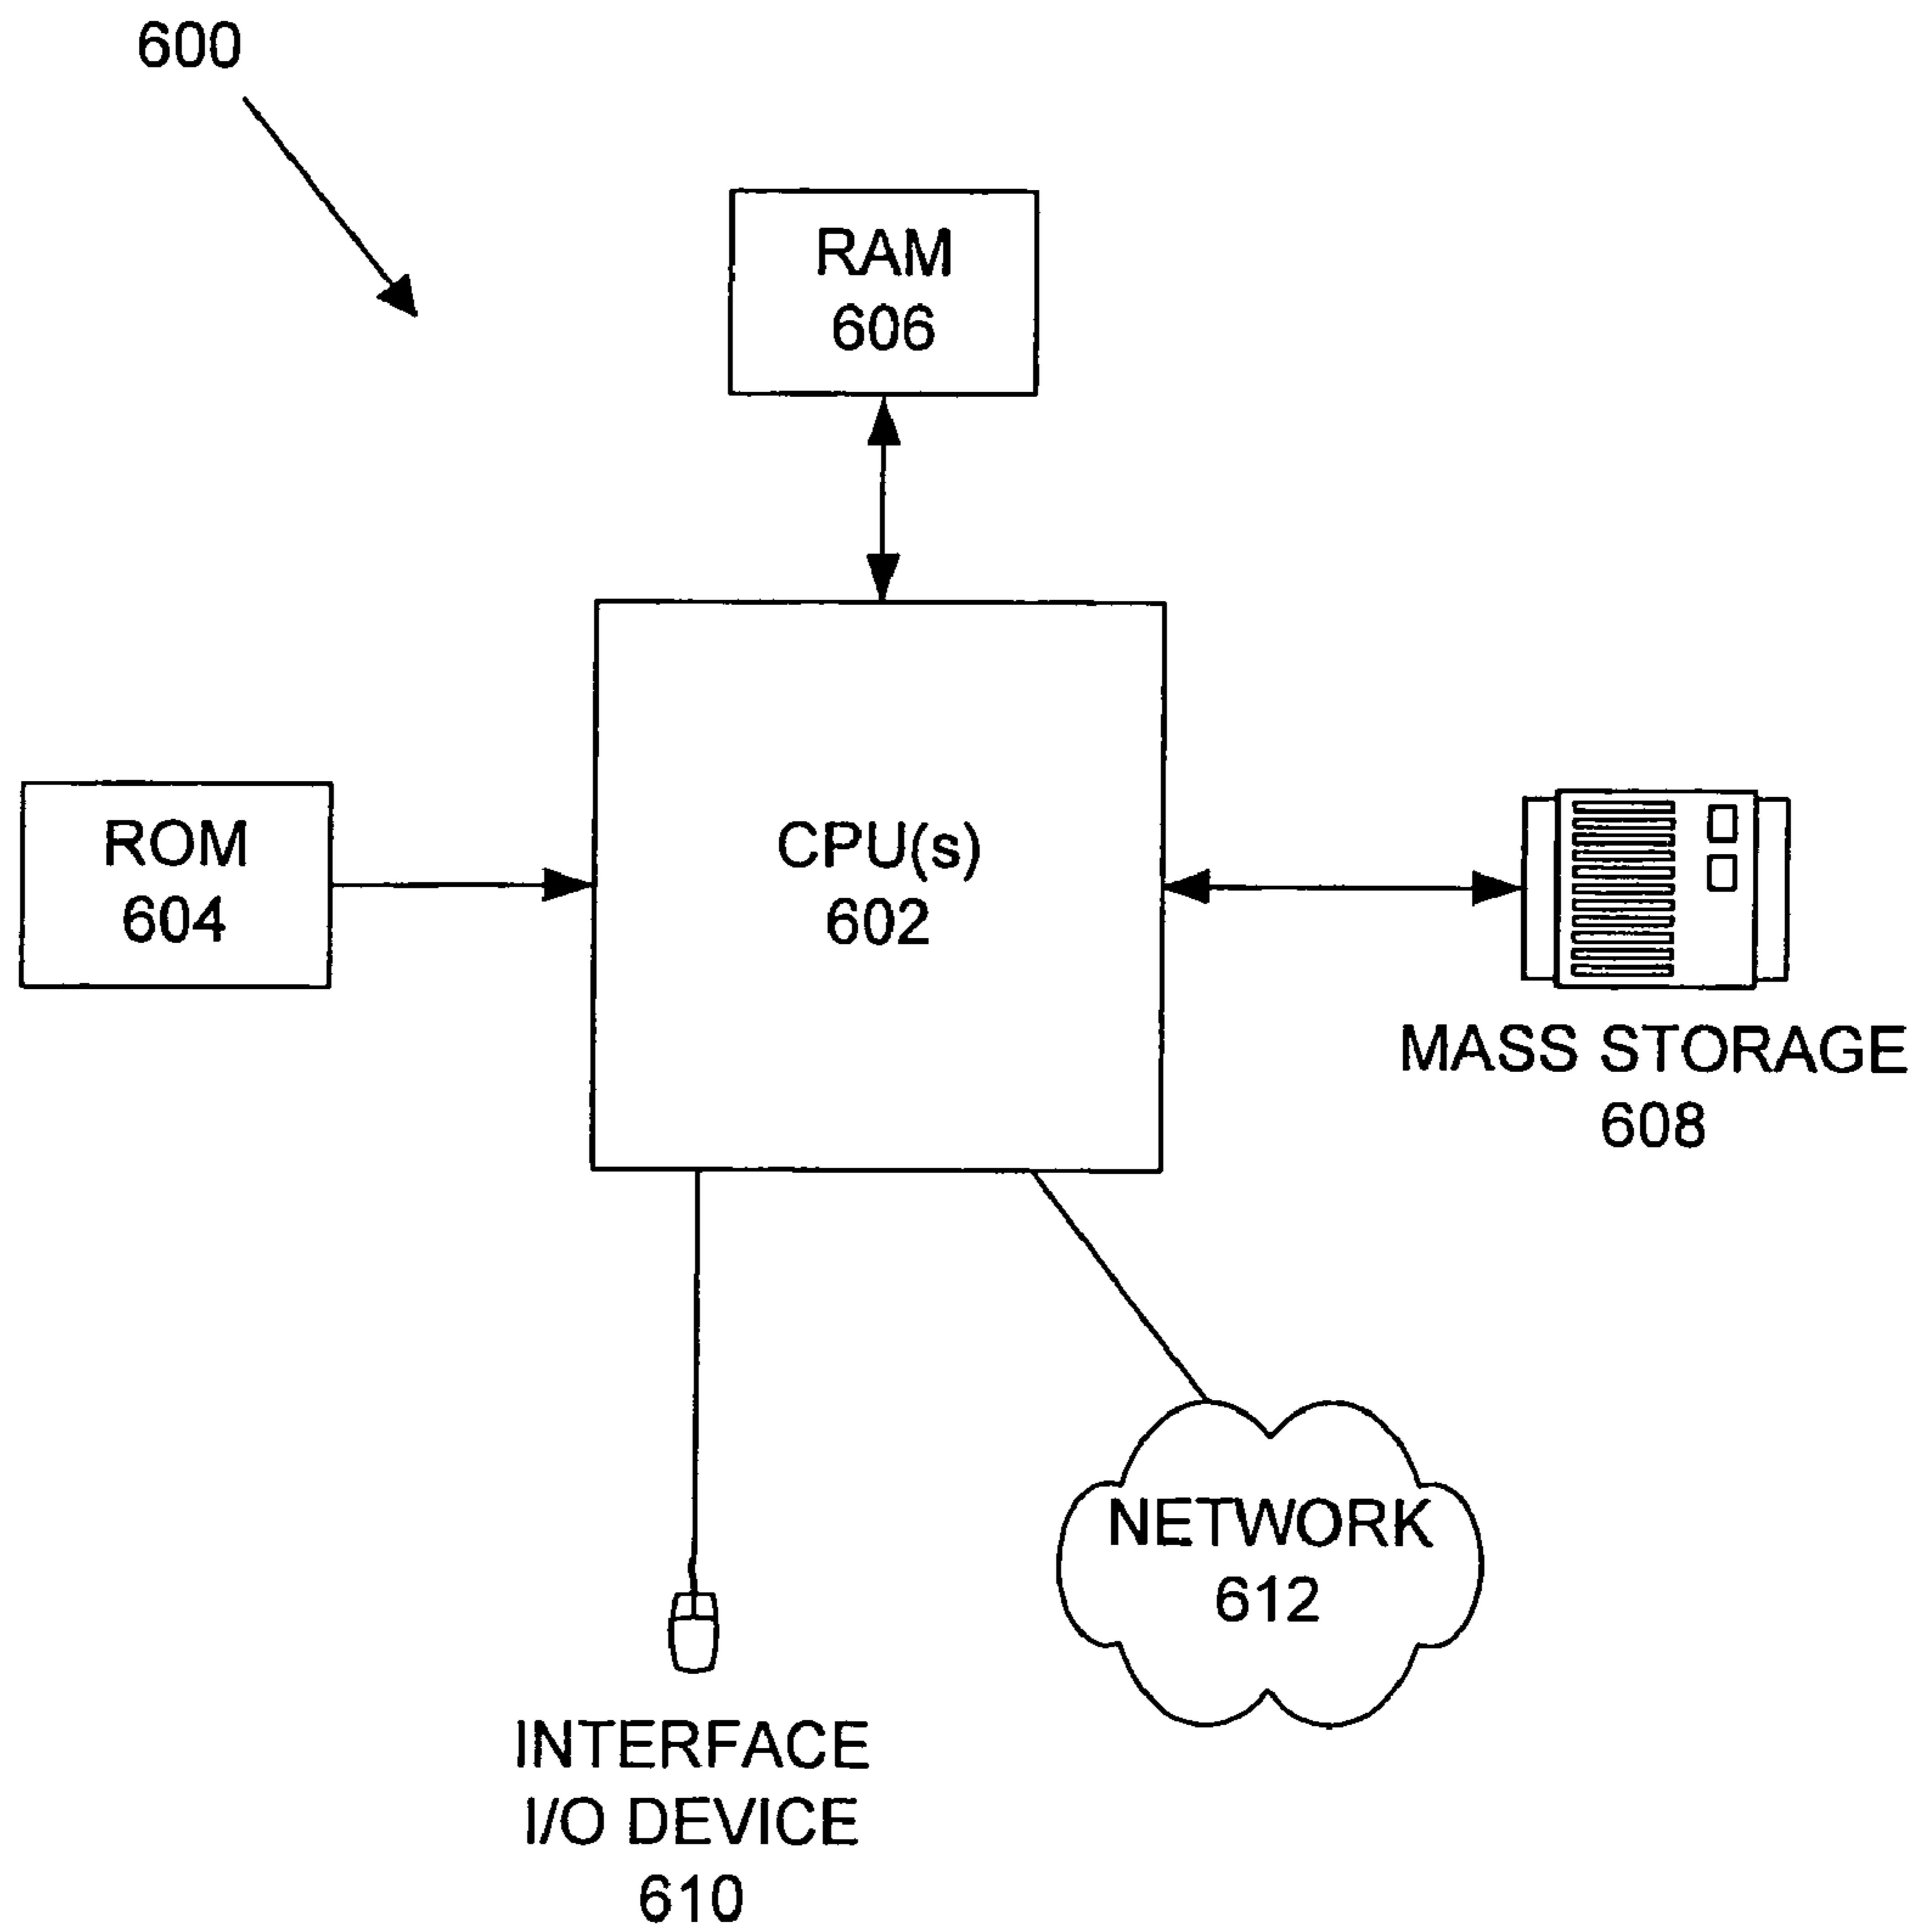 600
RAM
606
ROM
604
CPU(s)
602
MASS STORAGE
608
NETWORK
612
INTERFACE
I/O DEVICE
610